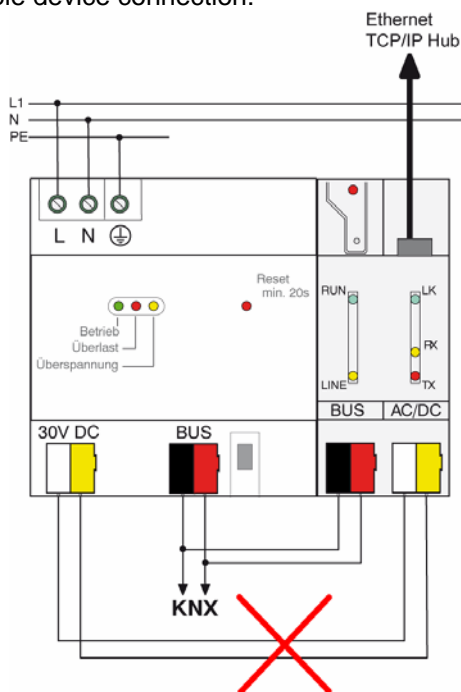 device connection.
Ethernet
TCP/IP Hub
L1
N
PE
L N
Reset
min. 20s
RUN
LK
Betrieb
Überlast
Überspannung
RX
LINE
TX
BUS
AC/DC
30V DC
BUS
KNX